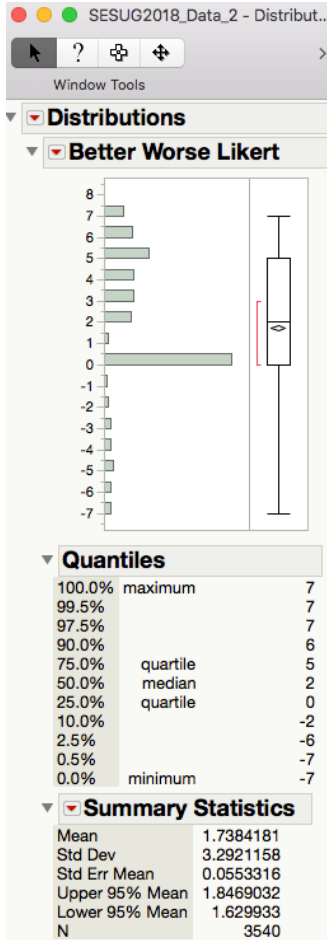 SESUG2018_Data_2 - Distribut...
?
>
Window Tools
Distributions
Better Worse Likert
8
7
6
5
4
3
2
1
0
-1
-2
-3
-4
-5
-6
-7
Quantiles
100.0% maximum 7
99.5% 7
97.5% 7
90.0% 6
75.0% quartile 5
50.0% median 2
25.0% quartile 0
10.0% -2
2.5% -6
0.5% -7
0.0% minimum -7
Summary Statistics
Mean 1.7384181
Std Dev 3.2921158
Std Err Mean 0.0553316
Upper 95% Mean 1.8469032
Lower 95% Mean 1.629933
N 3540